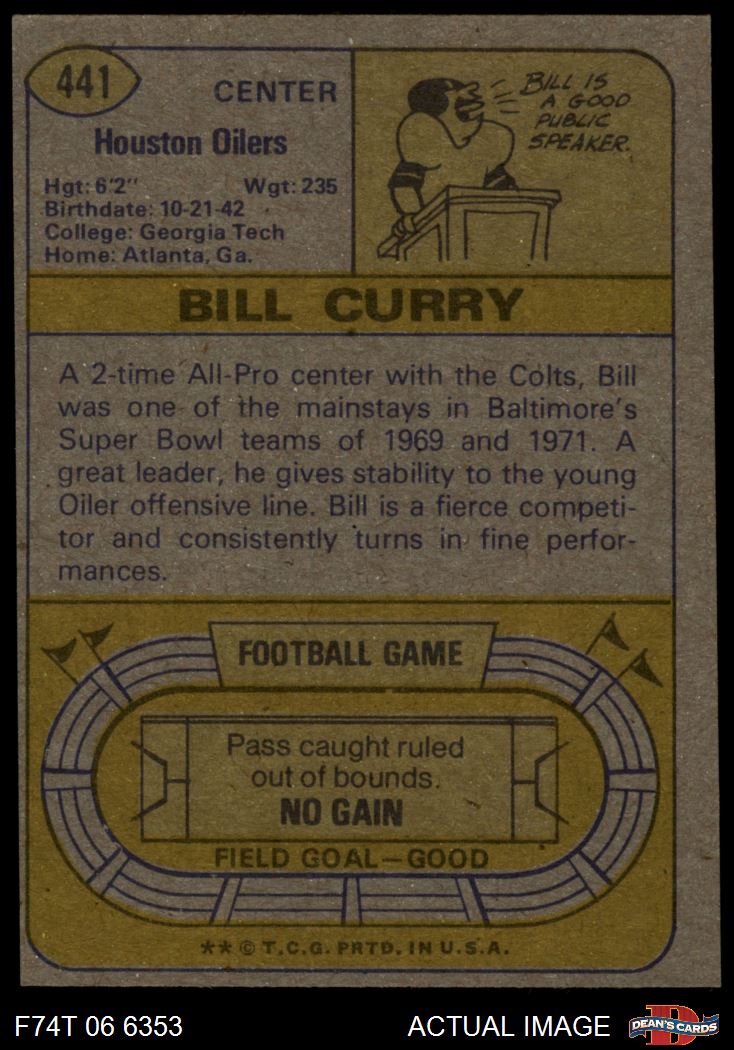 441
CENTER
Houston Oilers
Hgt: 6'2" Wgt: 235
Birthdate: 10-21-42
College: Georgia Tech
Home: Atlanta, Ga.
BILL IS
A GOOD
PUBLIC
SPEAKER.
BILL CURRY
A 2-time All-Pro center with the Colts, Bill
was one of the mainstays in Baltimore's
Super Bowl teams of 1969 and 1971. A
great leader, he gives stability to the young
Oiler offensive line. Bill is a fierce competi-
tor and consistently turns in fine perfor-
mances.
FOOTBALL GAME
Pass caught ruled
out of bounds.
NO GAIN
FIELD GOAL—GOOD
** © T.C.G. PRTD. IN U.S.A.
F74T 06 6353
ACTUAL IMAGE
DEAN'S CARDS